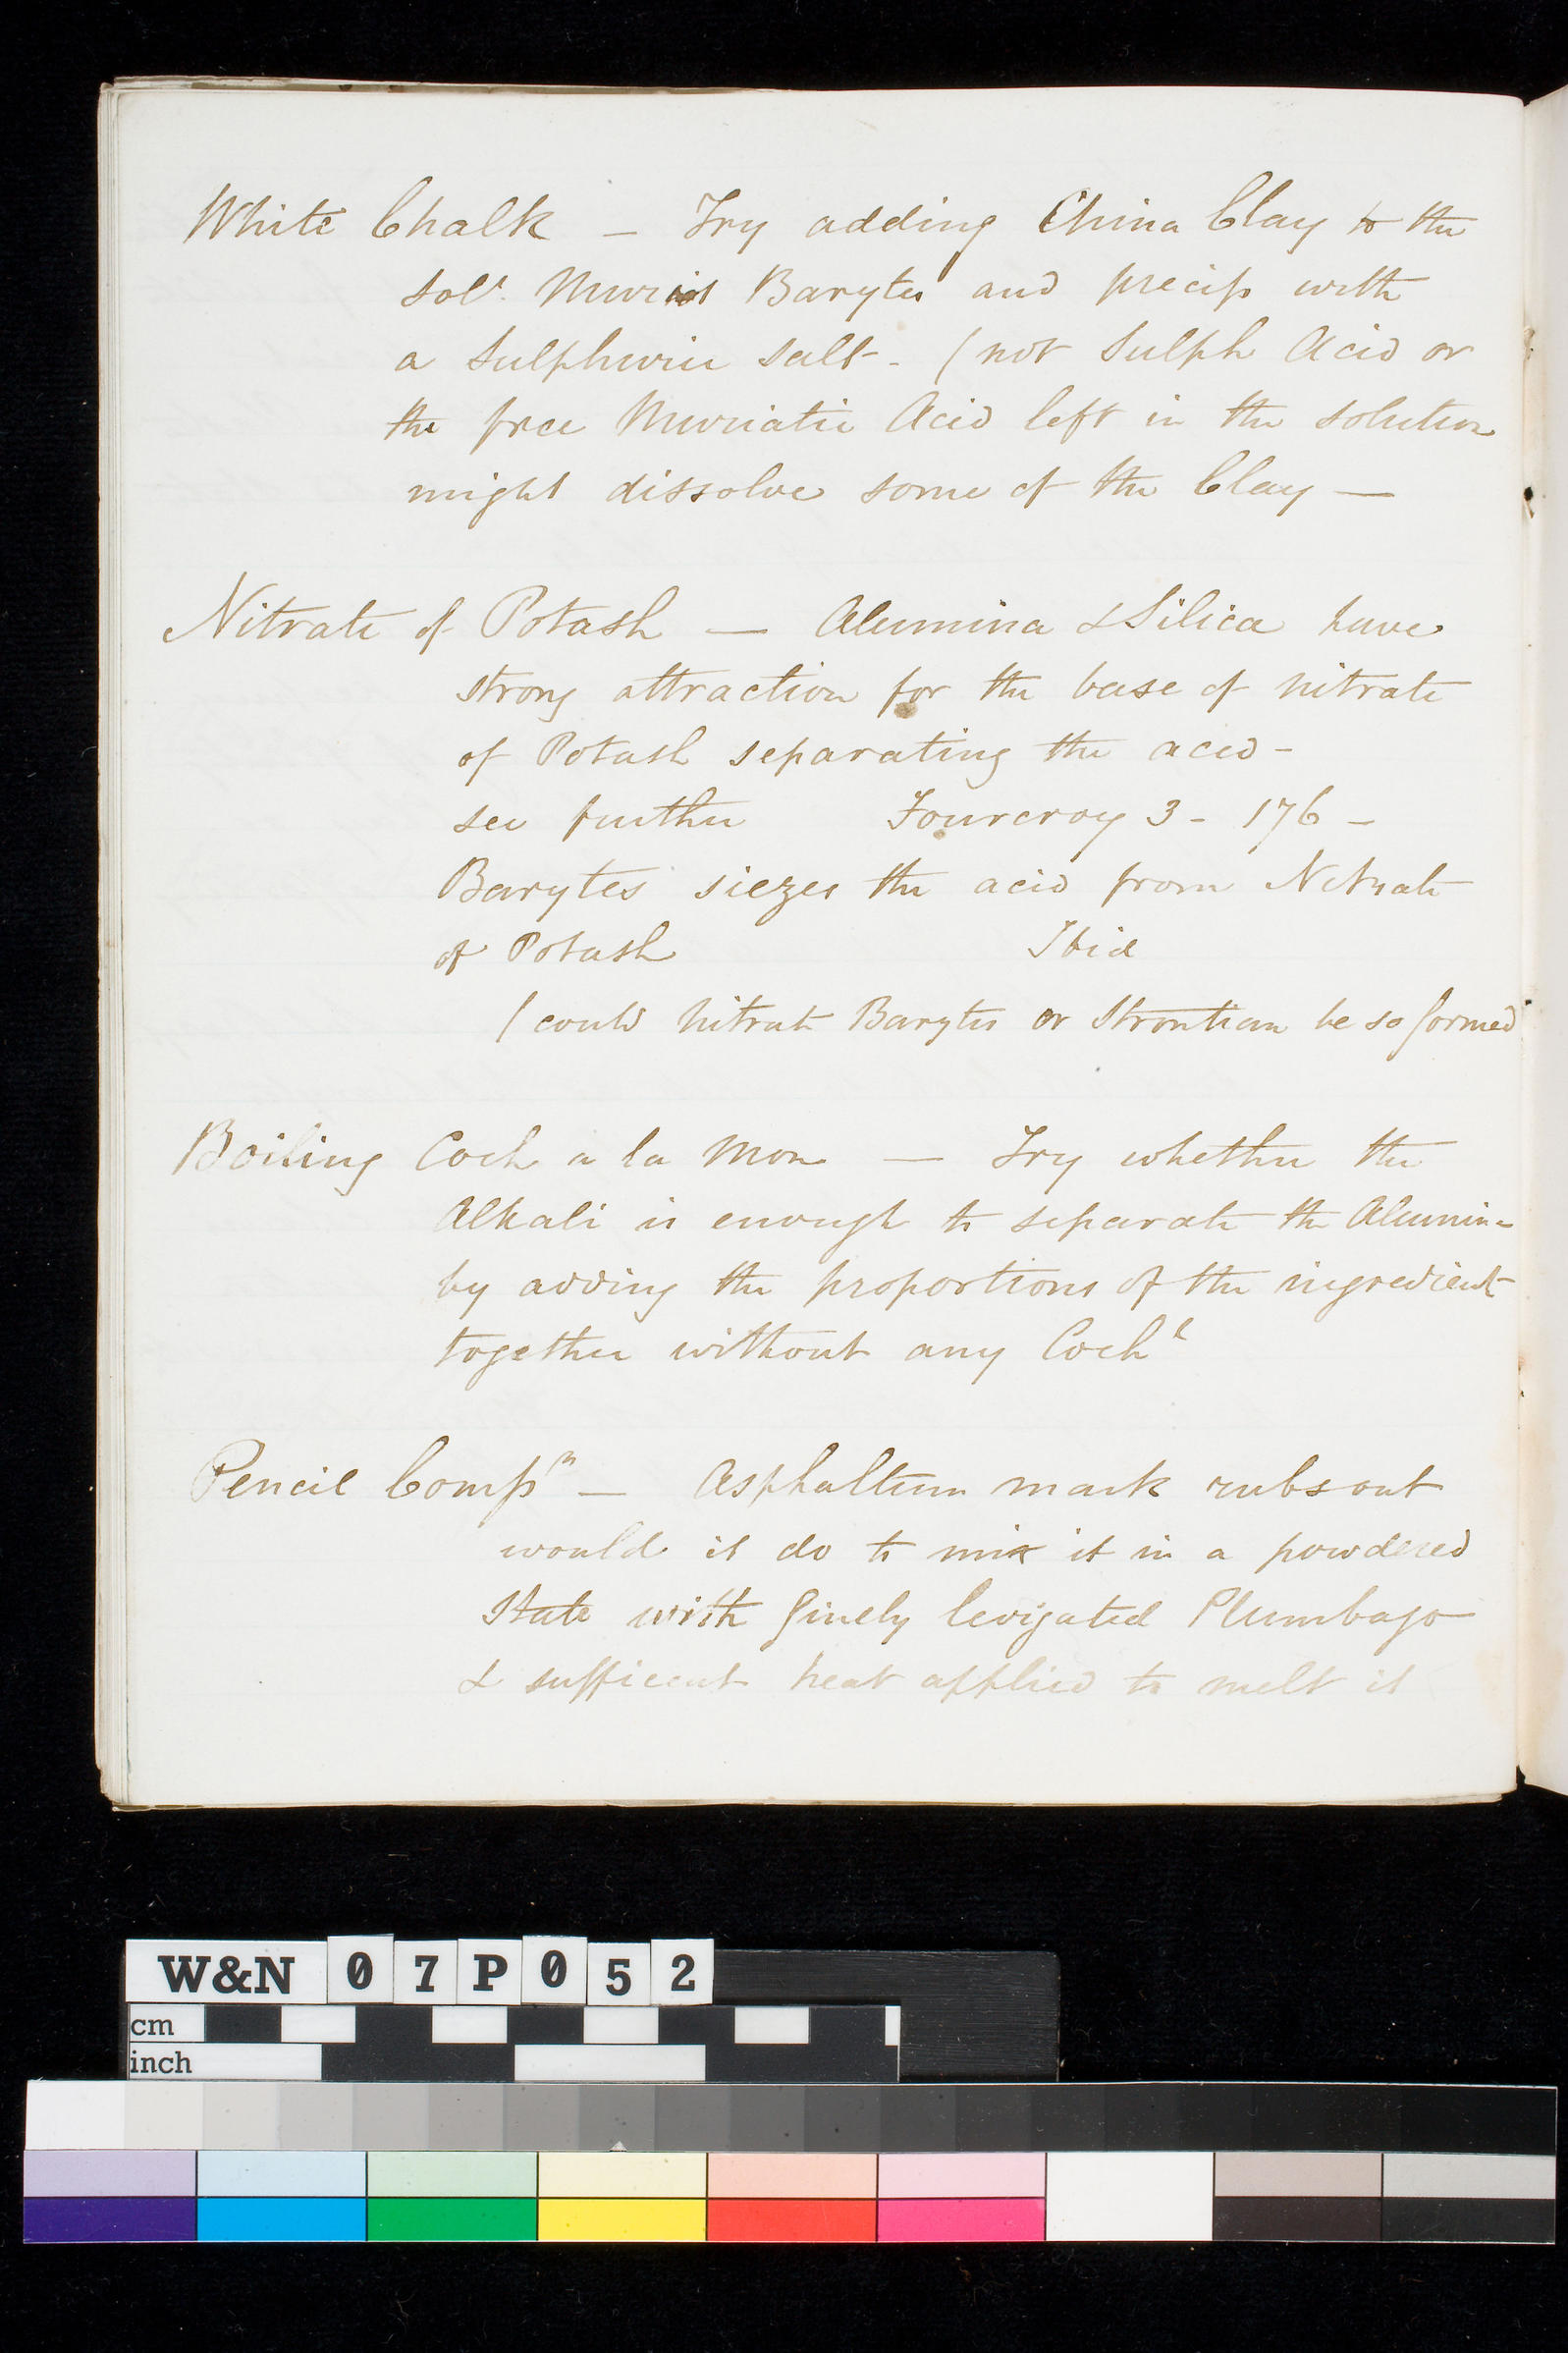 White Chalk — Try adding China Clay to the
Sol^n. Muriat Barytes and precip with
a Sulphuric Salt - (not Sulph Acid or
the free Muriatic Acid left in the solution
might dissolve some of the Clay —
Nitrate of Potash — Alumina & Silica have
strong attraction for the base of nitrate
of Potash separating the acid -
see further Fourcroy 3 - 176 -
Barytes siezes the acid from Nitrate
of Potash Ibid
(could nitrate Barytes or Strontian be so formed
Boiling Coch a la Mon — Try whether the
Alkali is enough to separate the Alumina
by adding the proportions of the ingredient
together without any Coch^l
Pencil Comp^n — Asphaltum mark rubs out
would it do to mix it in a powdered
State with finely levigated Plumbago
& sufficent heat applied to melt it
W&N 07P052
cm
inch